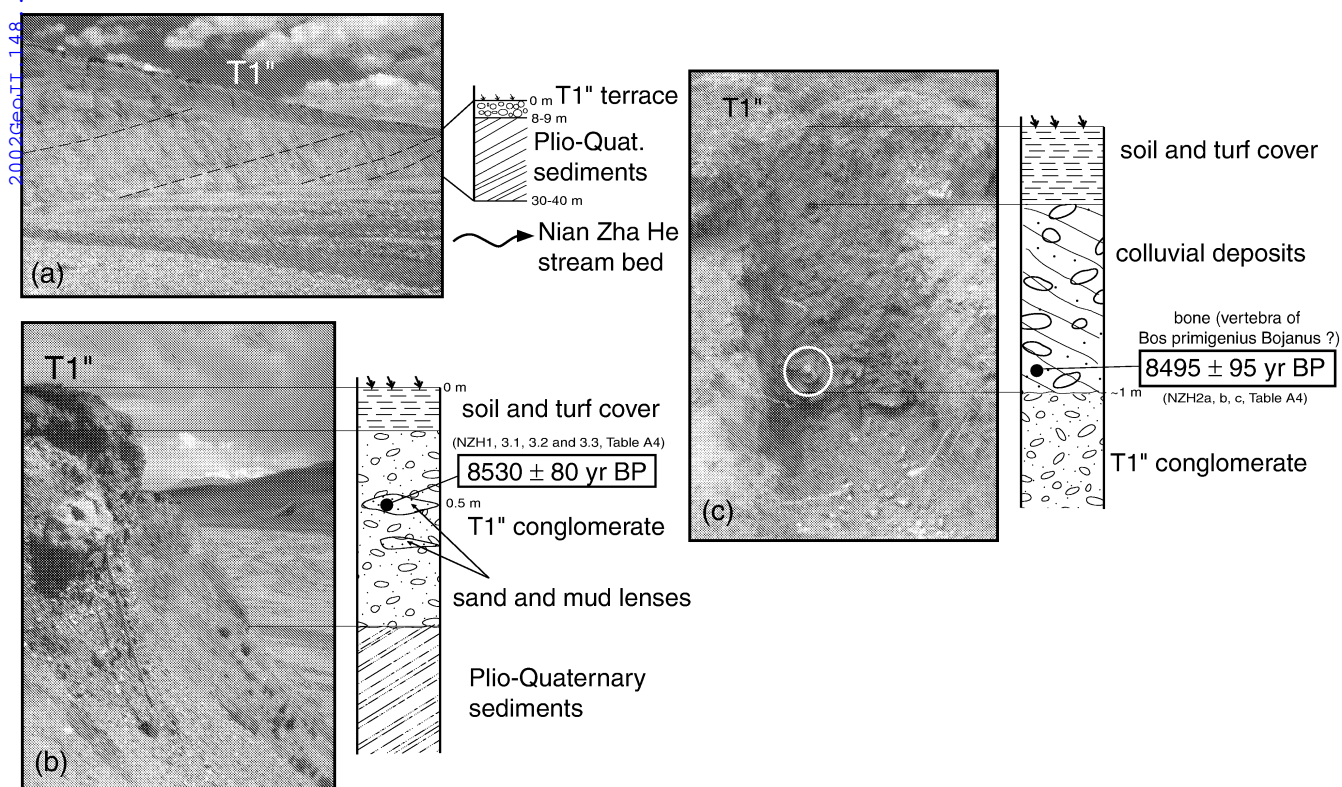 2002GeoJI.148
T1"
0 m T1" terrace
8-9 m
Plio-Quat.
sediments
30-40 m
Nian Zha He
stream bed
(a)
T1"
0 m
soil and turf cover
(NZH1, 3.1, 3.2 and 3.3, Table A4)
8530 ± 80 yr BP
0.5 m
T1" conglomerate
sand and mud lenses
Plio-Quaternary
sediments
(b)
T1"
soil and turf cover
colluvial deposits
bone (vertebra of
Bos primigenius Bojanus ?)
8495 ± 95 yr BP
(NZH2a, b, c, Table A4)
~1 m
T1" conglomerate
(c)